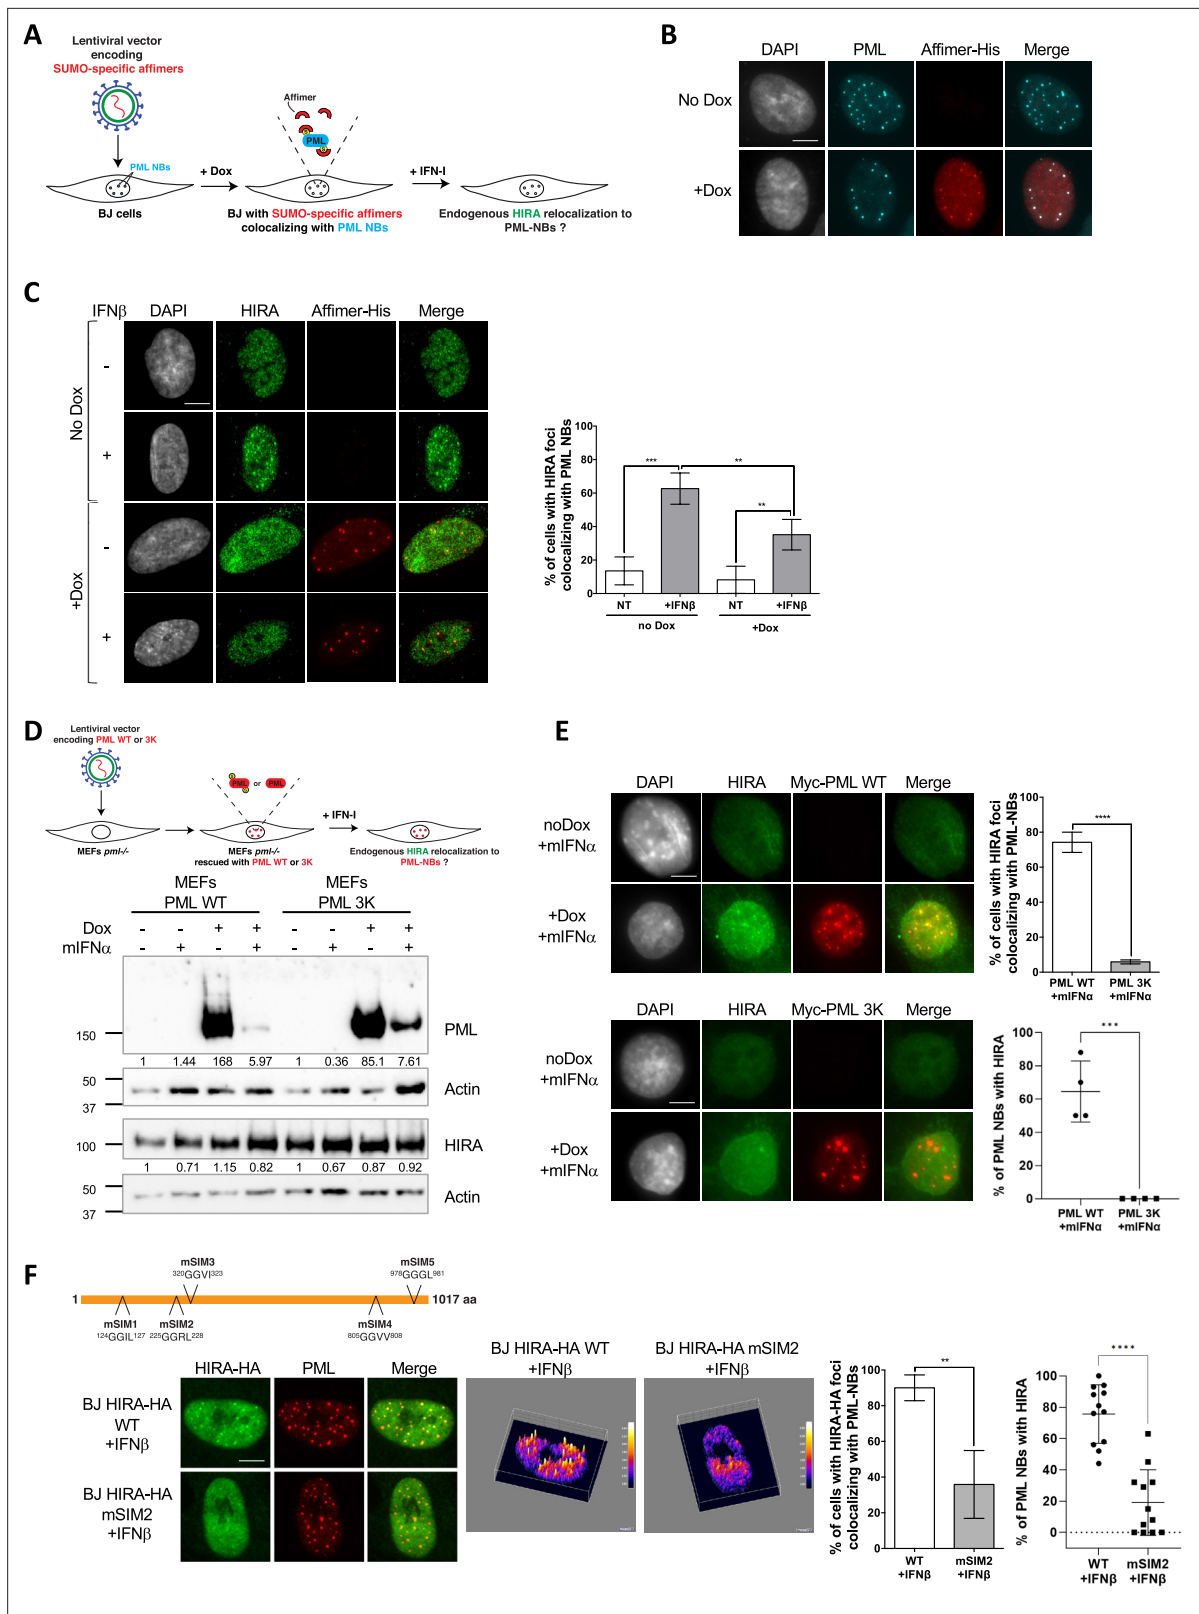 A
Lentiviral vector
encoding
SUMO-specific affimers
PML NBs
BJ cells
+ Dox
Affimer
S
PML
S
BJ with SUMO-specific affimers
colocalizing with PML NBs
+ IFN-I
Endogenous HIRA relocalization to
PML-NBs ?
B
DAPI PML Affimer-His Merge
No Dox
+Dox
C
IFNβ DAPI HIRA Affimer-His Merge
No Dox
-
+
+Dox
-
+
% of cells with HIRA foci
colocalizing with PML NBs
100
80
60
40
20
0
*** ** **
NT +IFNβ NT +IFNβ
no Dox +Dox
D
Lentiviral vector
encoding PML WT or 3K
MEFs pml-/-
S
PML or PML
S
MEFs pml-/-
rescued with PML WT or 3K
+ IFN-I
Endogenous HIRA relocalization to
PML-NBs ?
MEFs MEFs
PML WT PML 3K
Dox - - + + - - + +
mIFNα - + - + - + - +
150
PML
1 1.44 168 5.97 1 0.36 85.1 7.61
50
37
Actin
100
HIRA
1 0.71 1.15 0.82 1 0.67 0.87 0.92
50
37
Actin
E
DAPI HIRA Myc-PML WT Merge
noDox
+mIFNα
+Dox
+mIFNα
DAPI HIRA Myc-PML 3K Merge
noDox
+mIFNα
+Dox
+mIFNα
% of cells with HIRA foci
colocalizing with PML-NBs
100
80
60
40
20
0
****
PML WT PML 3K
+mIFNα +mIFNα
% of PML NBs with HIRA
100
80
60
40
20
0
***
PML WT PML 3K
+mIFNα +mIFNα
F
mSIM3 mSIM5
320GGVI323 978GGGL981
1 1017 aa
mSIM1 mSIM2 mSIM4
124GGIL127 225GGRL228 805GGVV808
HIRA-HA PML Merge
BJ HIRA-HA
WT
+IFNβ
BJ HIRA-HA
mSIM2
+IFNβ
BJ HIRA-HA WT
+IFNβ
BJ HIRA-HA mSIM2
+IFNβ
% of cells with HIRA-HA foci
colocalizing with PML-NBs
100
80
60
40
20
0
**
WT mSIM2
+IFNβ +IFNβ
% of PML NBs with HIRA
100
80
60
40
20
0
****
WT mSIM2
+IFNβ +IFNβ